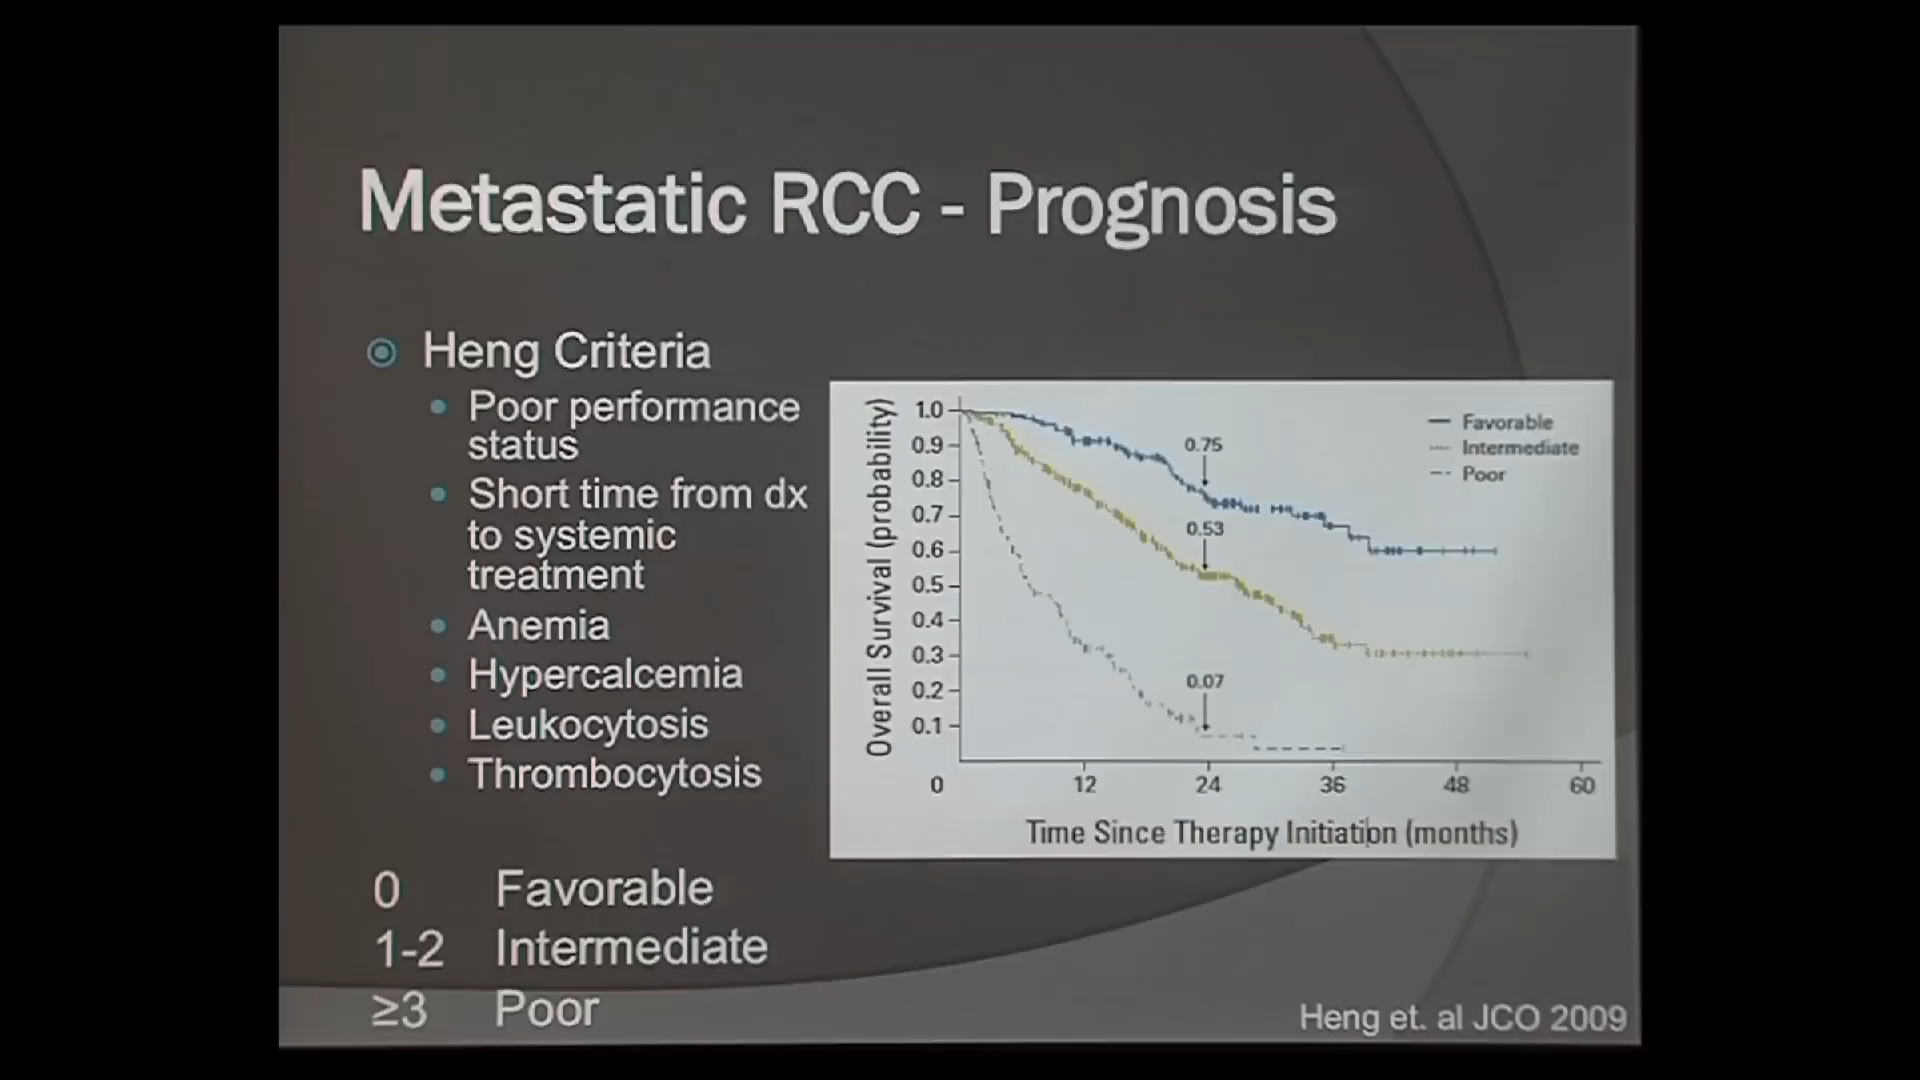 Metastatic RCC - Prognosis
Heng Criteria
Poor performance
status
Short time from dx
to systemic
treatment
Anemia
Hypercalcemia
Leukocytosis
Thrombocytosis
0 Favorable
1-2 Intermediate
≥3 Poor
Overall Survival (probability)
1.0
0.9
0.8
0.7
0.6
0.5
0.4
0.3
0.2
0.1
0 12 24 36 48 60
Time Since Therapy Initiation (months)
0.75
0.53
0.07
Favorable
Intermediate
Poor
Heng et. al JCO 2009